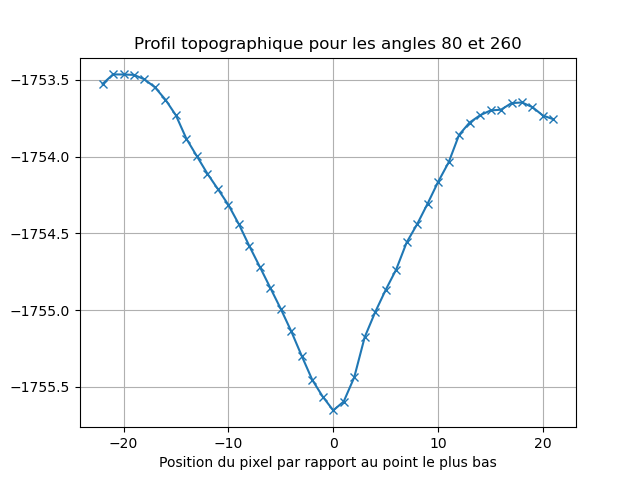 Profil topographique pour les angles 80 et 260
−1753.5
−1754.0
−1754.5
−1755.0
−1755.5
−20 −10 0 10 20
Position du pixel par rapport au point le plus bas